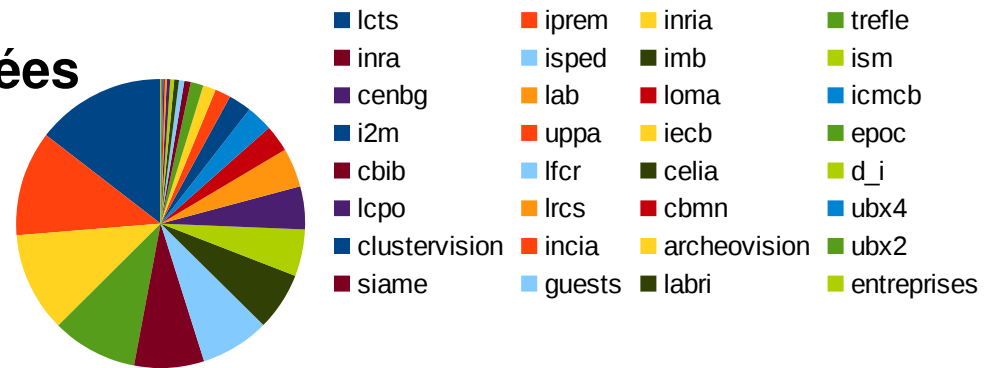 ées
lcts iprem inria trefle
inra isped imb ism
cenbg lab loma icmcb
i2m uppa iecb epoc
cbib lfcr celia d_i
lcpo lrcs cbmn ubx4
clustervision incia archeovision ubx2
siame guests labri entreprises